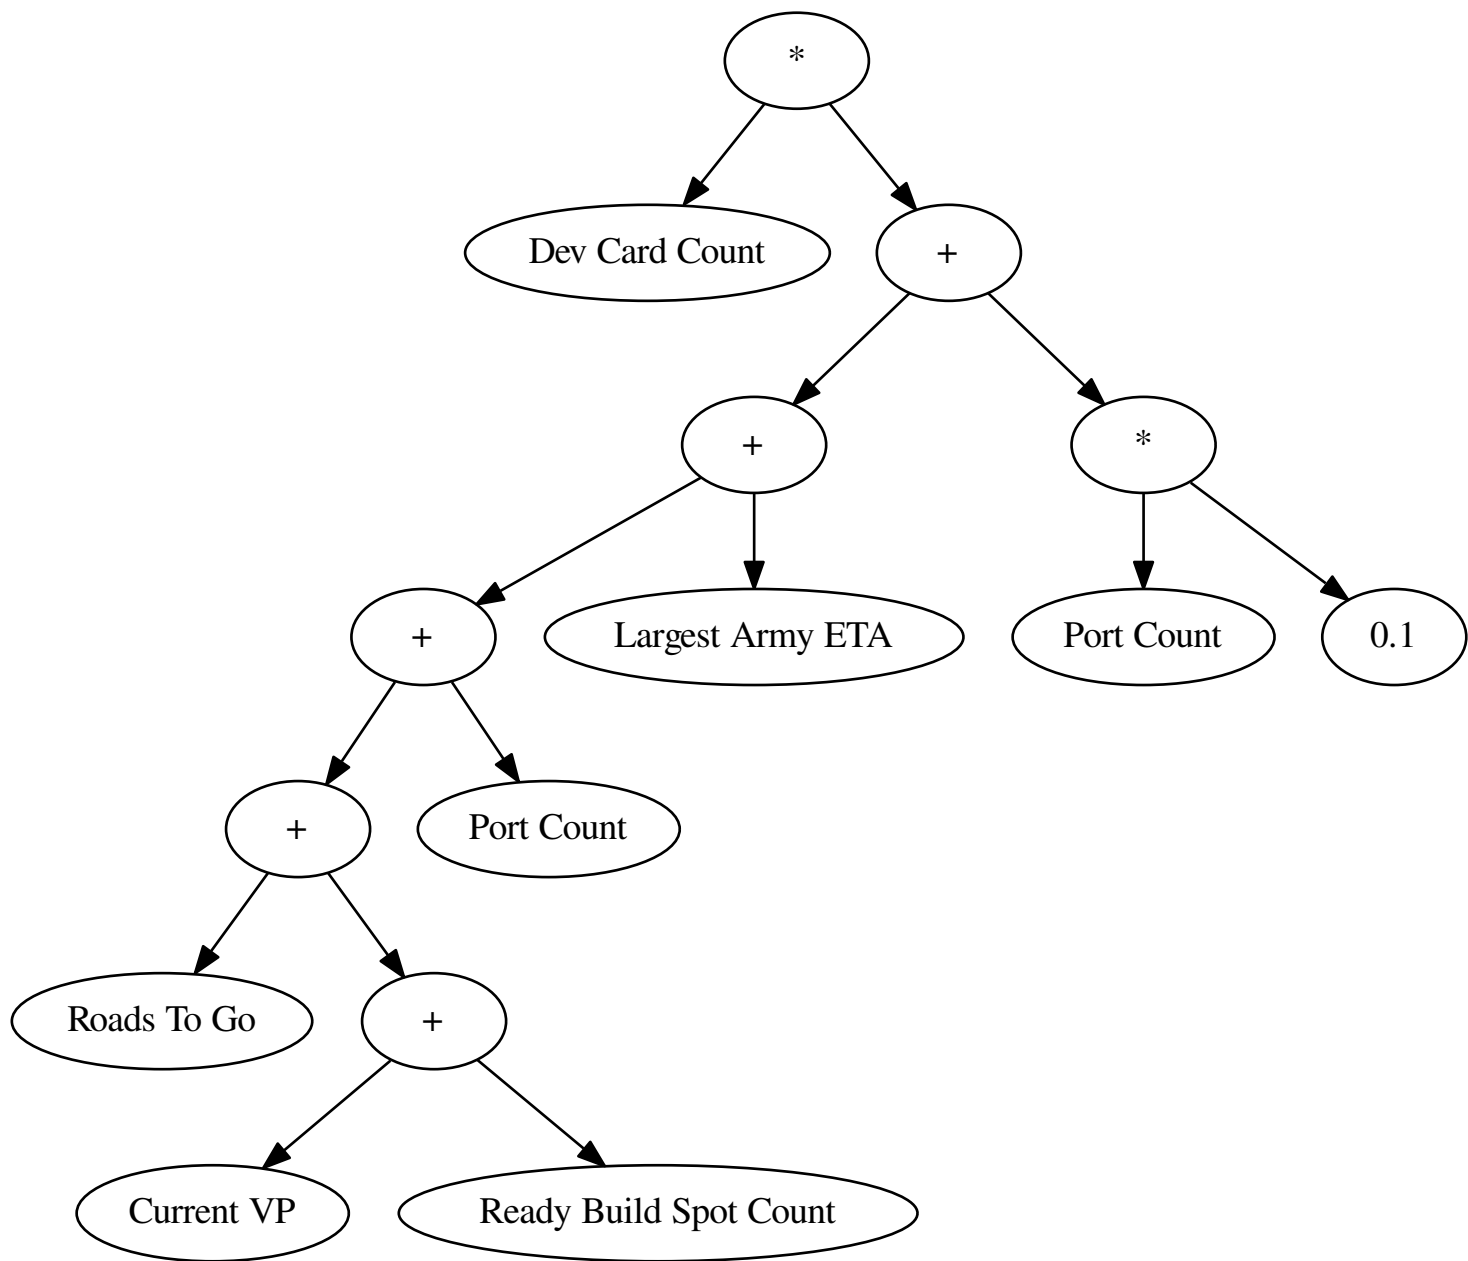 *
Dev Card Count
+
+
*
+
Largest Army ETA
Port Count
0.1
+
Port Count
Roads To Go
+
Current VP
Ready Build Spot Count